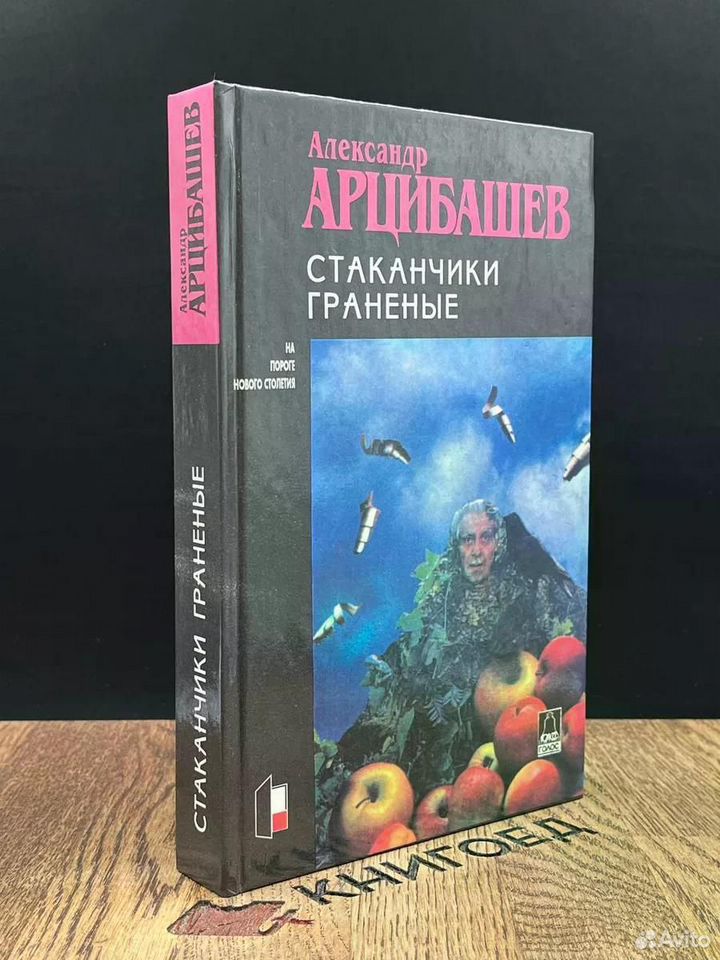 Александр
АРЦИБАШЕВ
СТАКАНЧИКИ
ГРАНЕНЫЕ
НА
ПОРОГЕ
НОВОГО СТОЛЕТИЯ
Александр
АРЦИБАШЕВ
СТАКАНЧИКИ ГРАНЕНЫЕ
ГОЛОС
КНИГОЕД
Avito